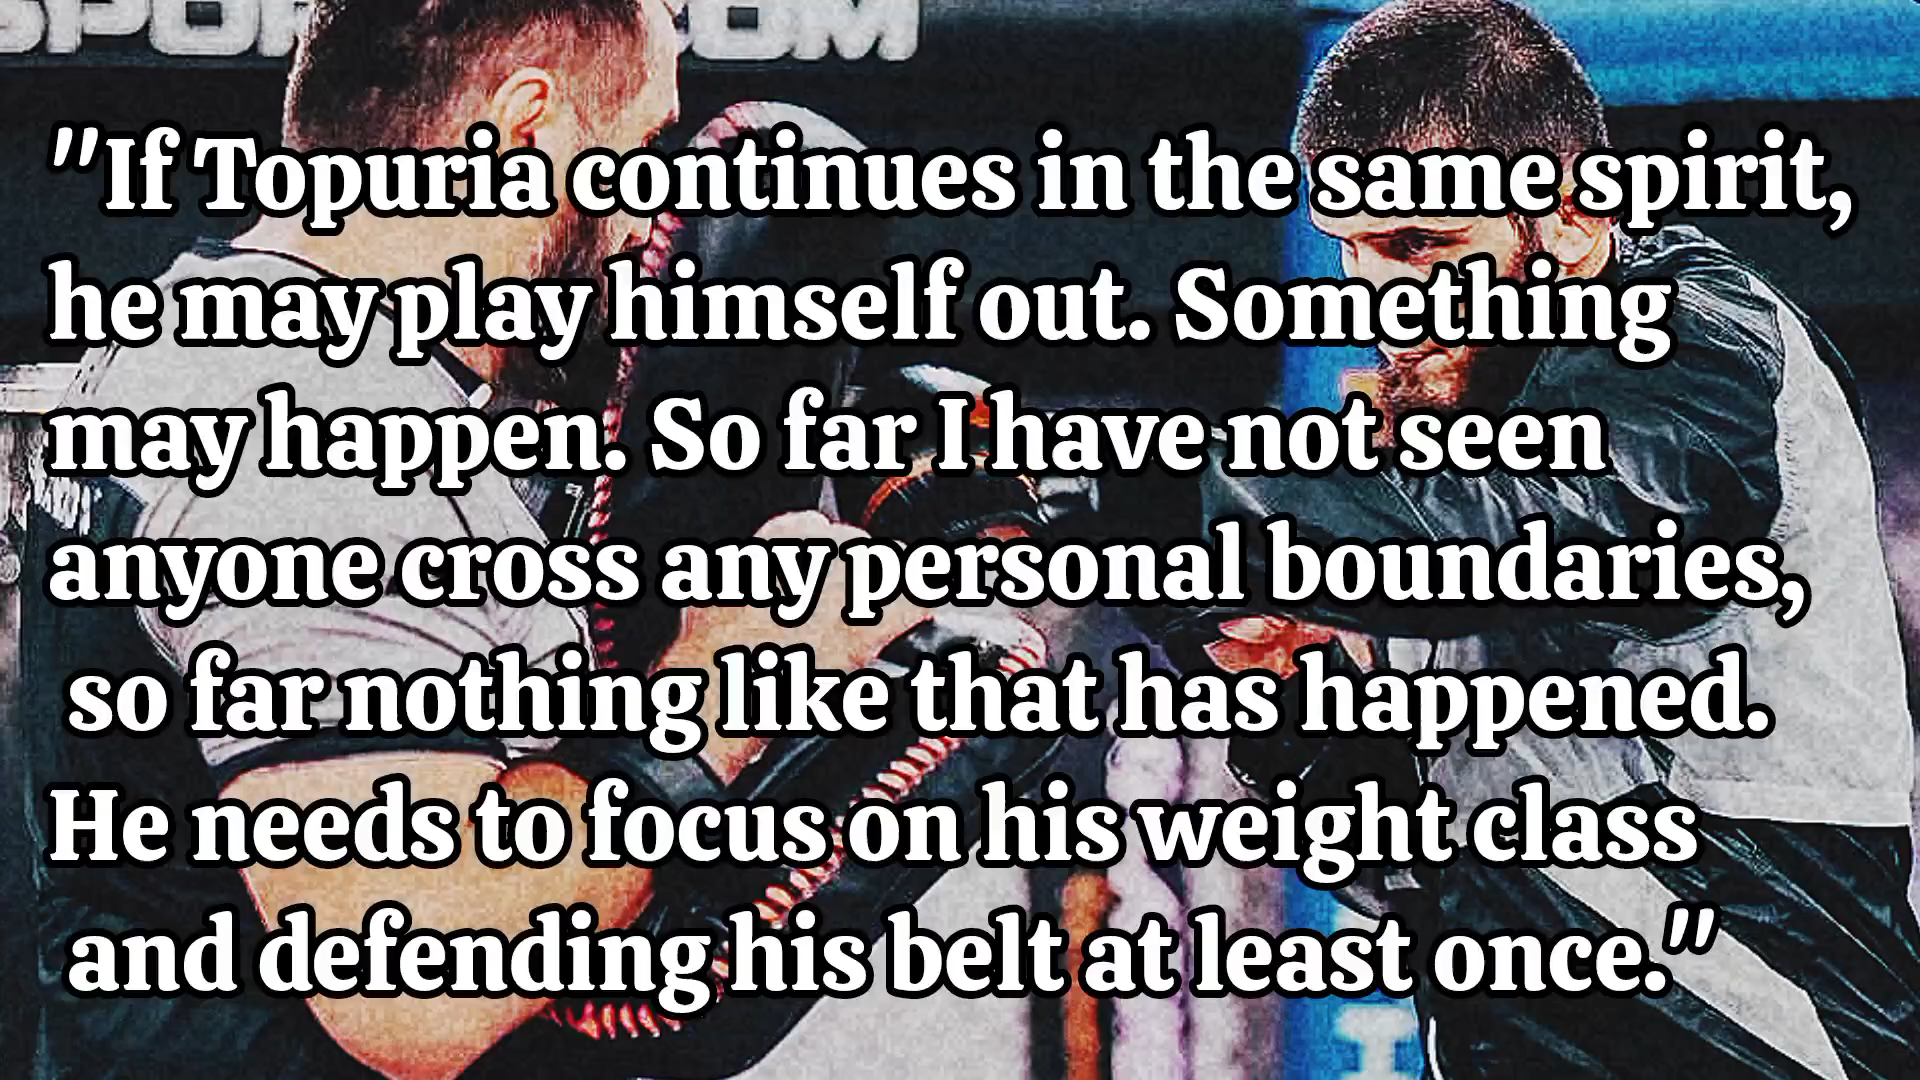 "If Topuria continues in the same spirit,
he may play himself out. Something
may happen. So far I have not seen
anyone cross any personal boundaries,
so far nothing like that has happened.
He needs to focus on his weight class
and defending his belt at least once."